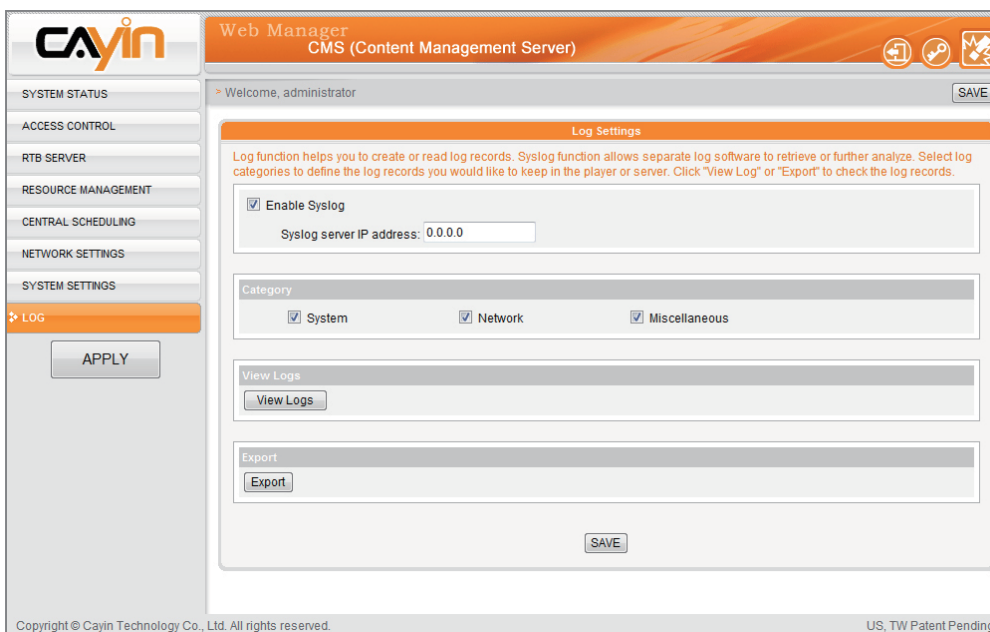 CAYIN
Web Manager
CMS (Content Management Server)
SYSTEM STATUS
ACCESS CONTROL
RTB SERVER
RESOURCE MANAGEMENT
CENTRAL SCHEDULING
NETWORK SETTINGS
SYSTEM SETTINGS
LOG
APPLY
> Welcome, administrator
SAVE
Log Settings
Log function helps you to create or read log records. Syslog function allows separate log software to retrieve or further analyze. Select log
categories to define the log records you would like to keep in the player or server. Click "View Log" or "Export" to check the log records.
Enable Syslog
Syslog server IP address: 0.0.0.0
Category
System Network Miscellaneous
View Logs
View Logs
Export
Export
SAVE
Copyright © Cayin Technology Co., Ltd. All rights reserved.
US, TW Patent Pending